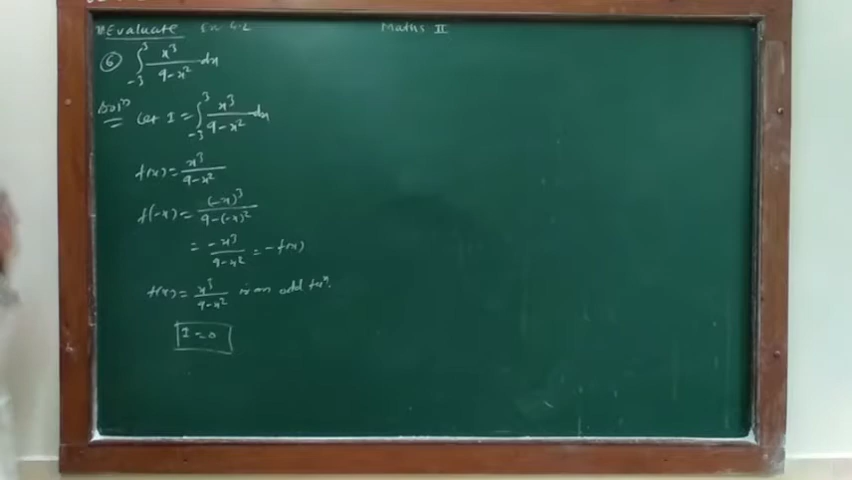 Evaluate Ex 6.2 Maths II
⑥ ∫₋₃³ x³/(9-x²) dx
Solⁿ Let I = ∫₋₃³ x³/(9-x²) dx
f(x) = x³/(9-x²)
f(-x) = (-x)³/(9-(-x)²)
= -x³/(9-x²) = -f(x)
f(x) = x³/(9-x²) is an odd fuⁿ.
I = 0